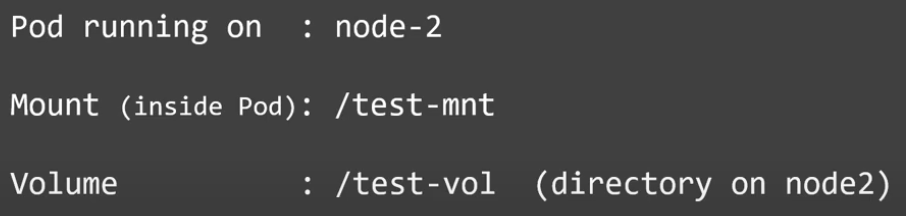 Pod running on : node-2
Mount (inside Pod): /test-mnt
Volume : /test-vol (directory on node2)